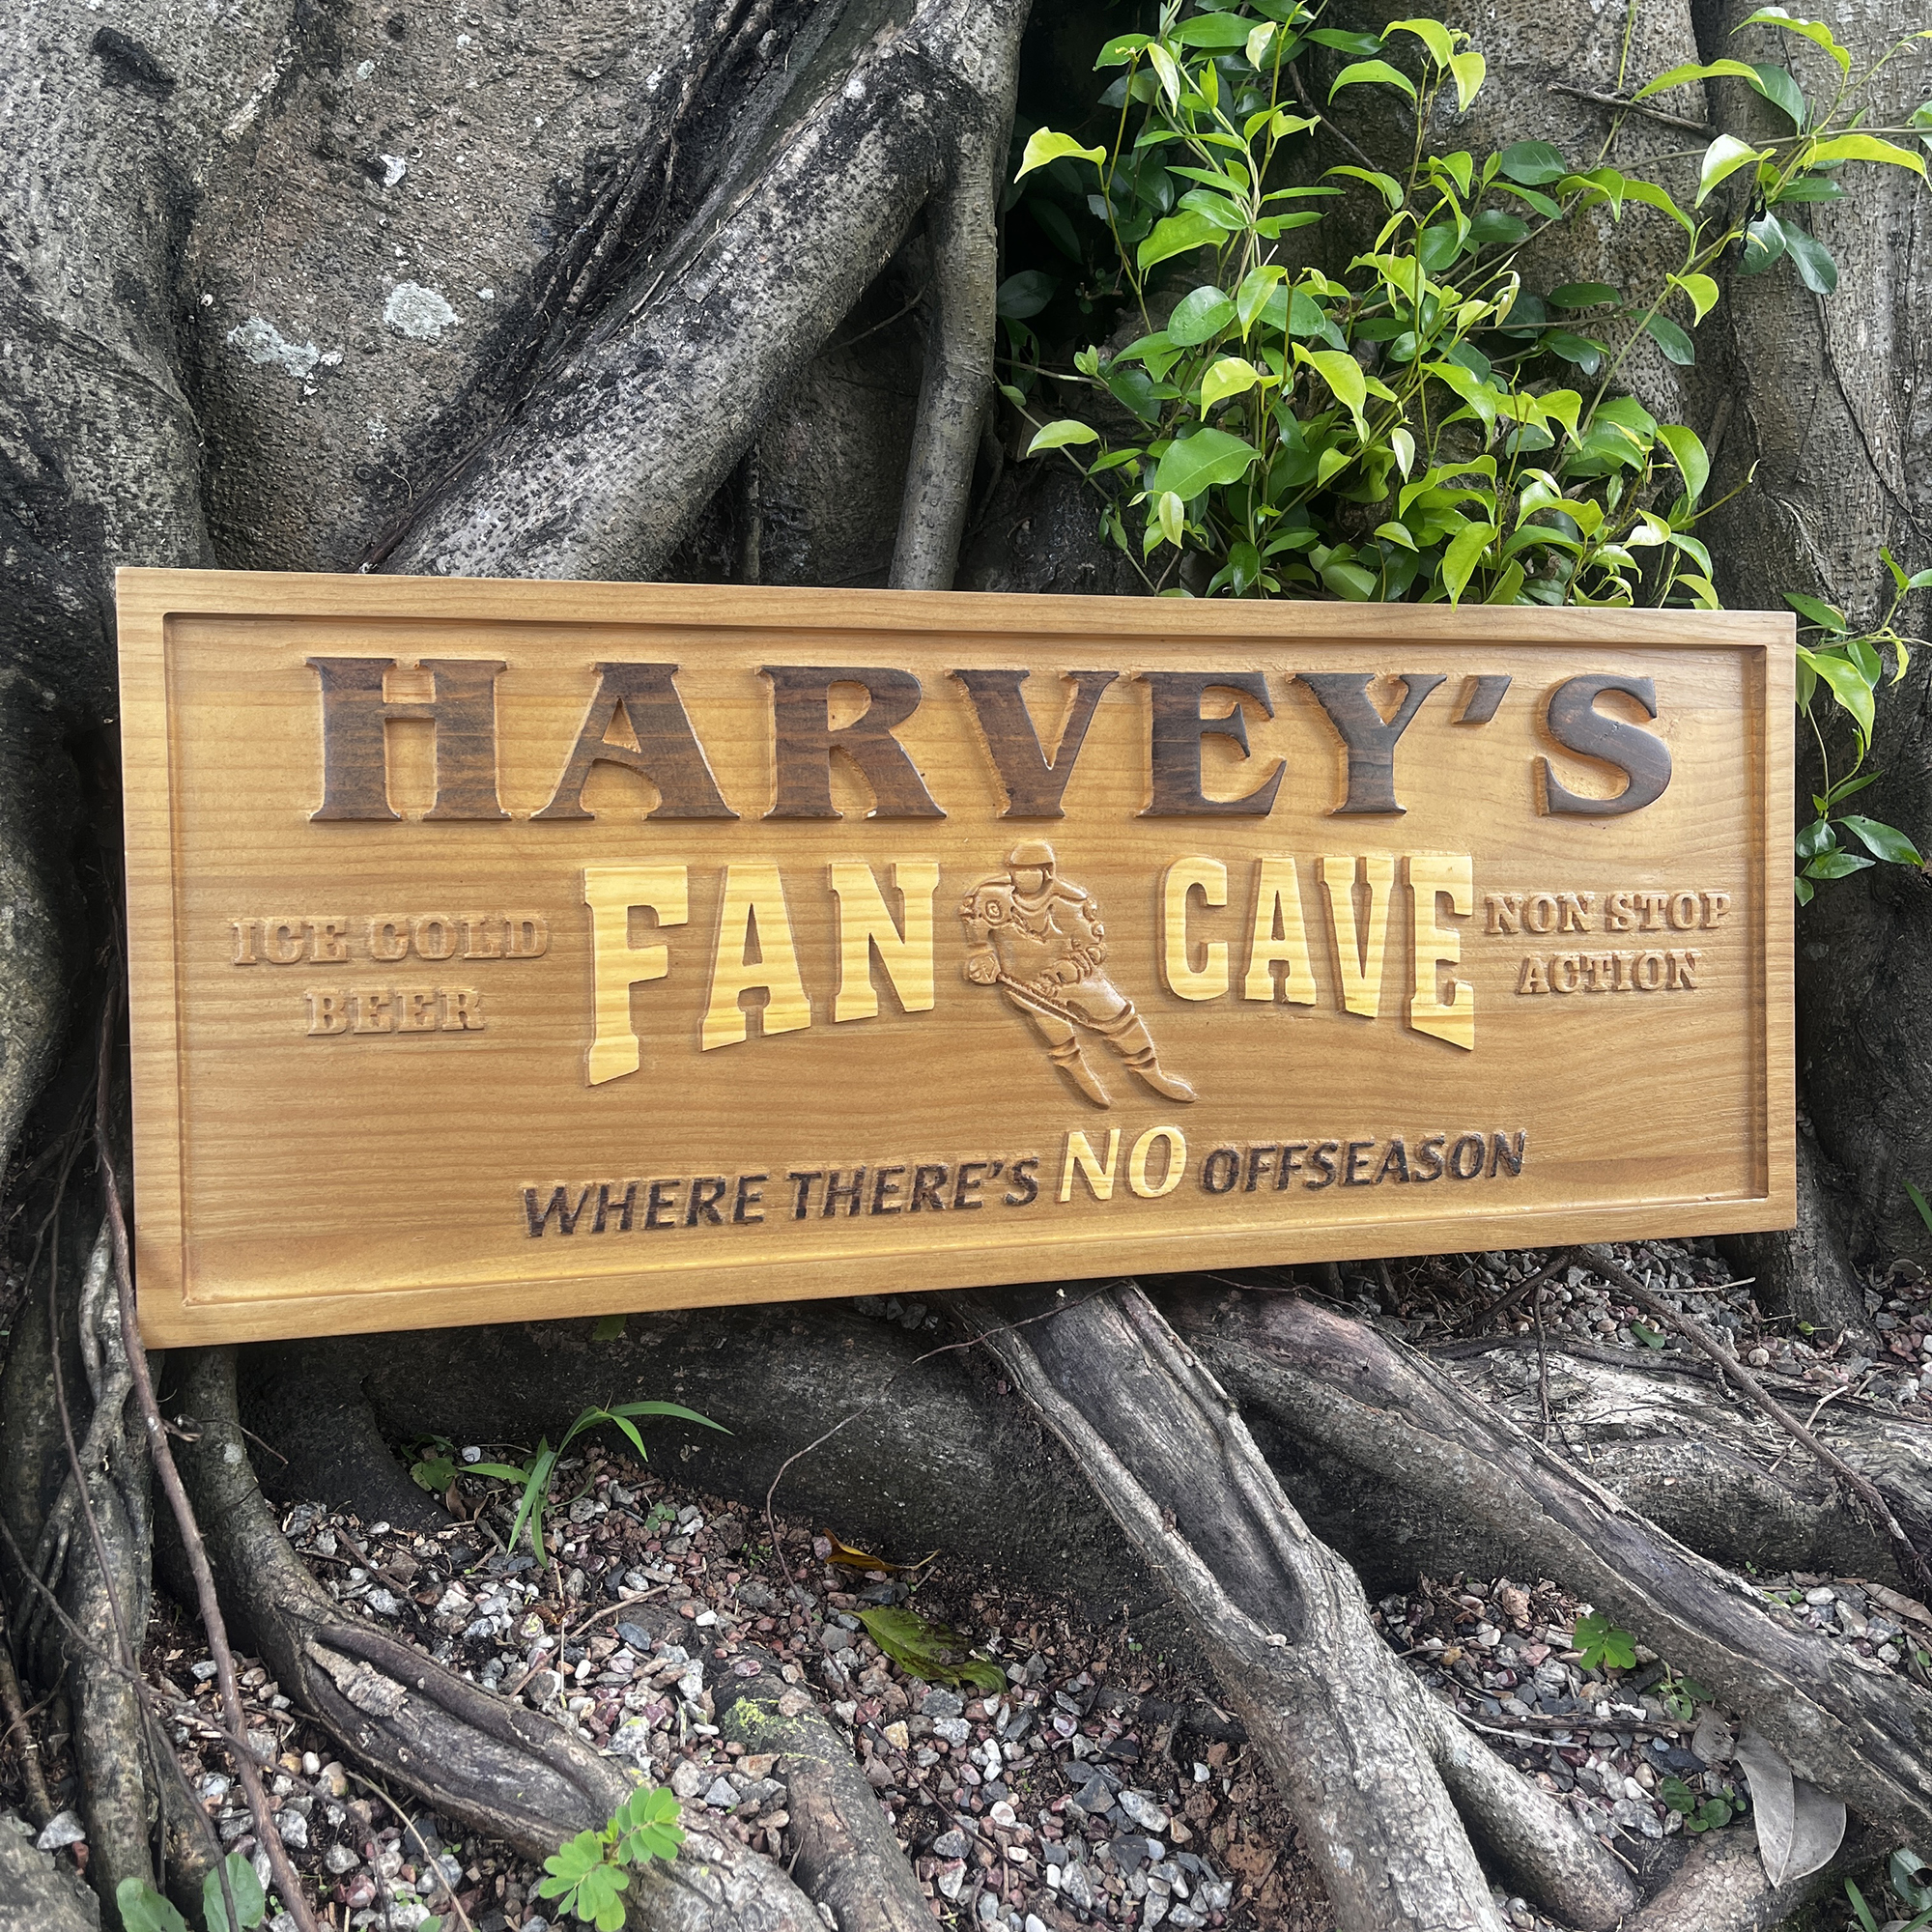 HARVEY'S
ICE COLD
BEER
FAN CAVE
NON STOP
ACTION
WHERE THERE'S NO OFFSEASON